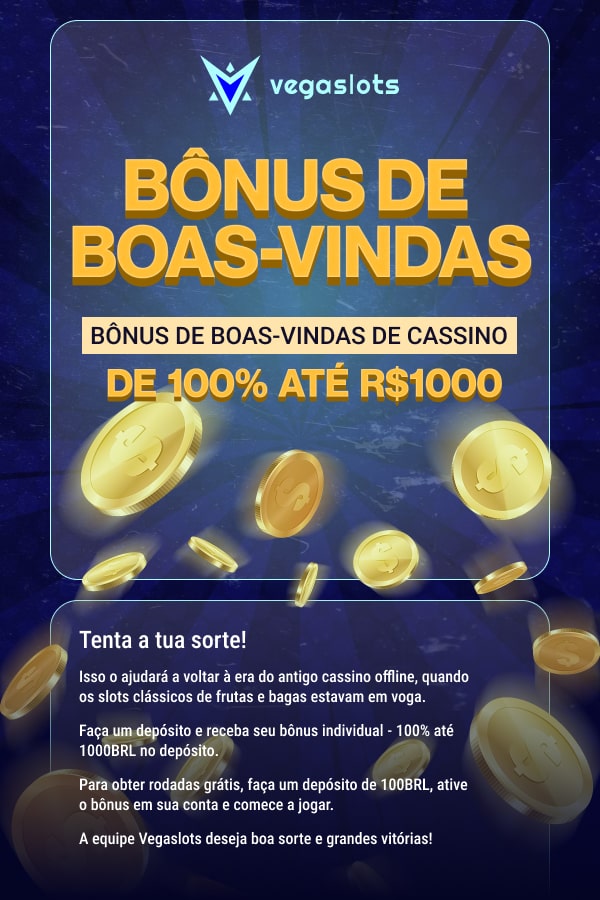 vegaslots
BÔNUS DE
BOAS-VINDAS
BÔNUS DE BOAS-VINDAS DE CASSINO
DE 100% ATÉ R$1000
Tenta a tua sorte!
Isso o ajudará a voltar à era do antigo cassino offline, quando
os slots clássicos de frutas e bagas estavam em voga.
Faça um depósito e receba seu bônus individual - 100% até
1000BRL no depósito.
Para obter rodadas grátis, faça um depósito de 100BRL, ative
o bônus em sua conta e comece a jogar.
A equipe Vegaslots deseja boa sorte e grandes vitórias!